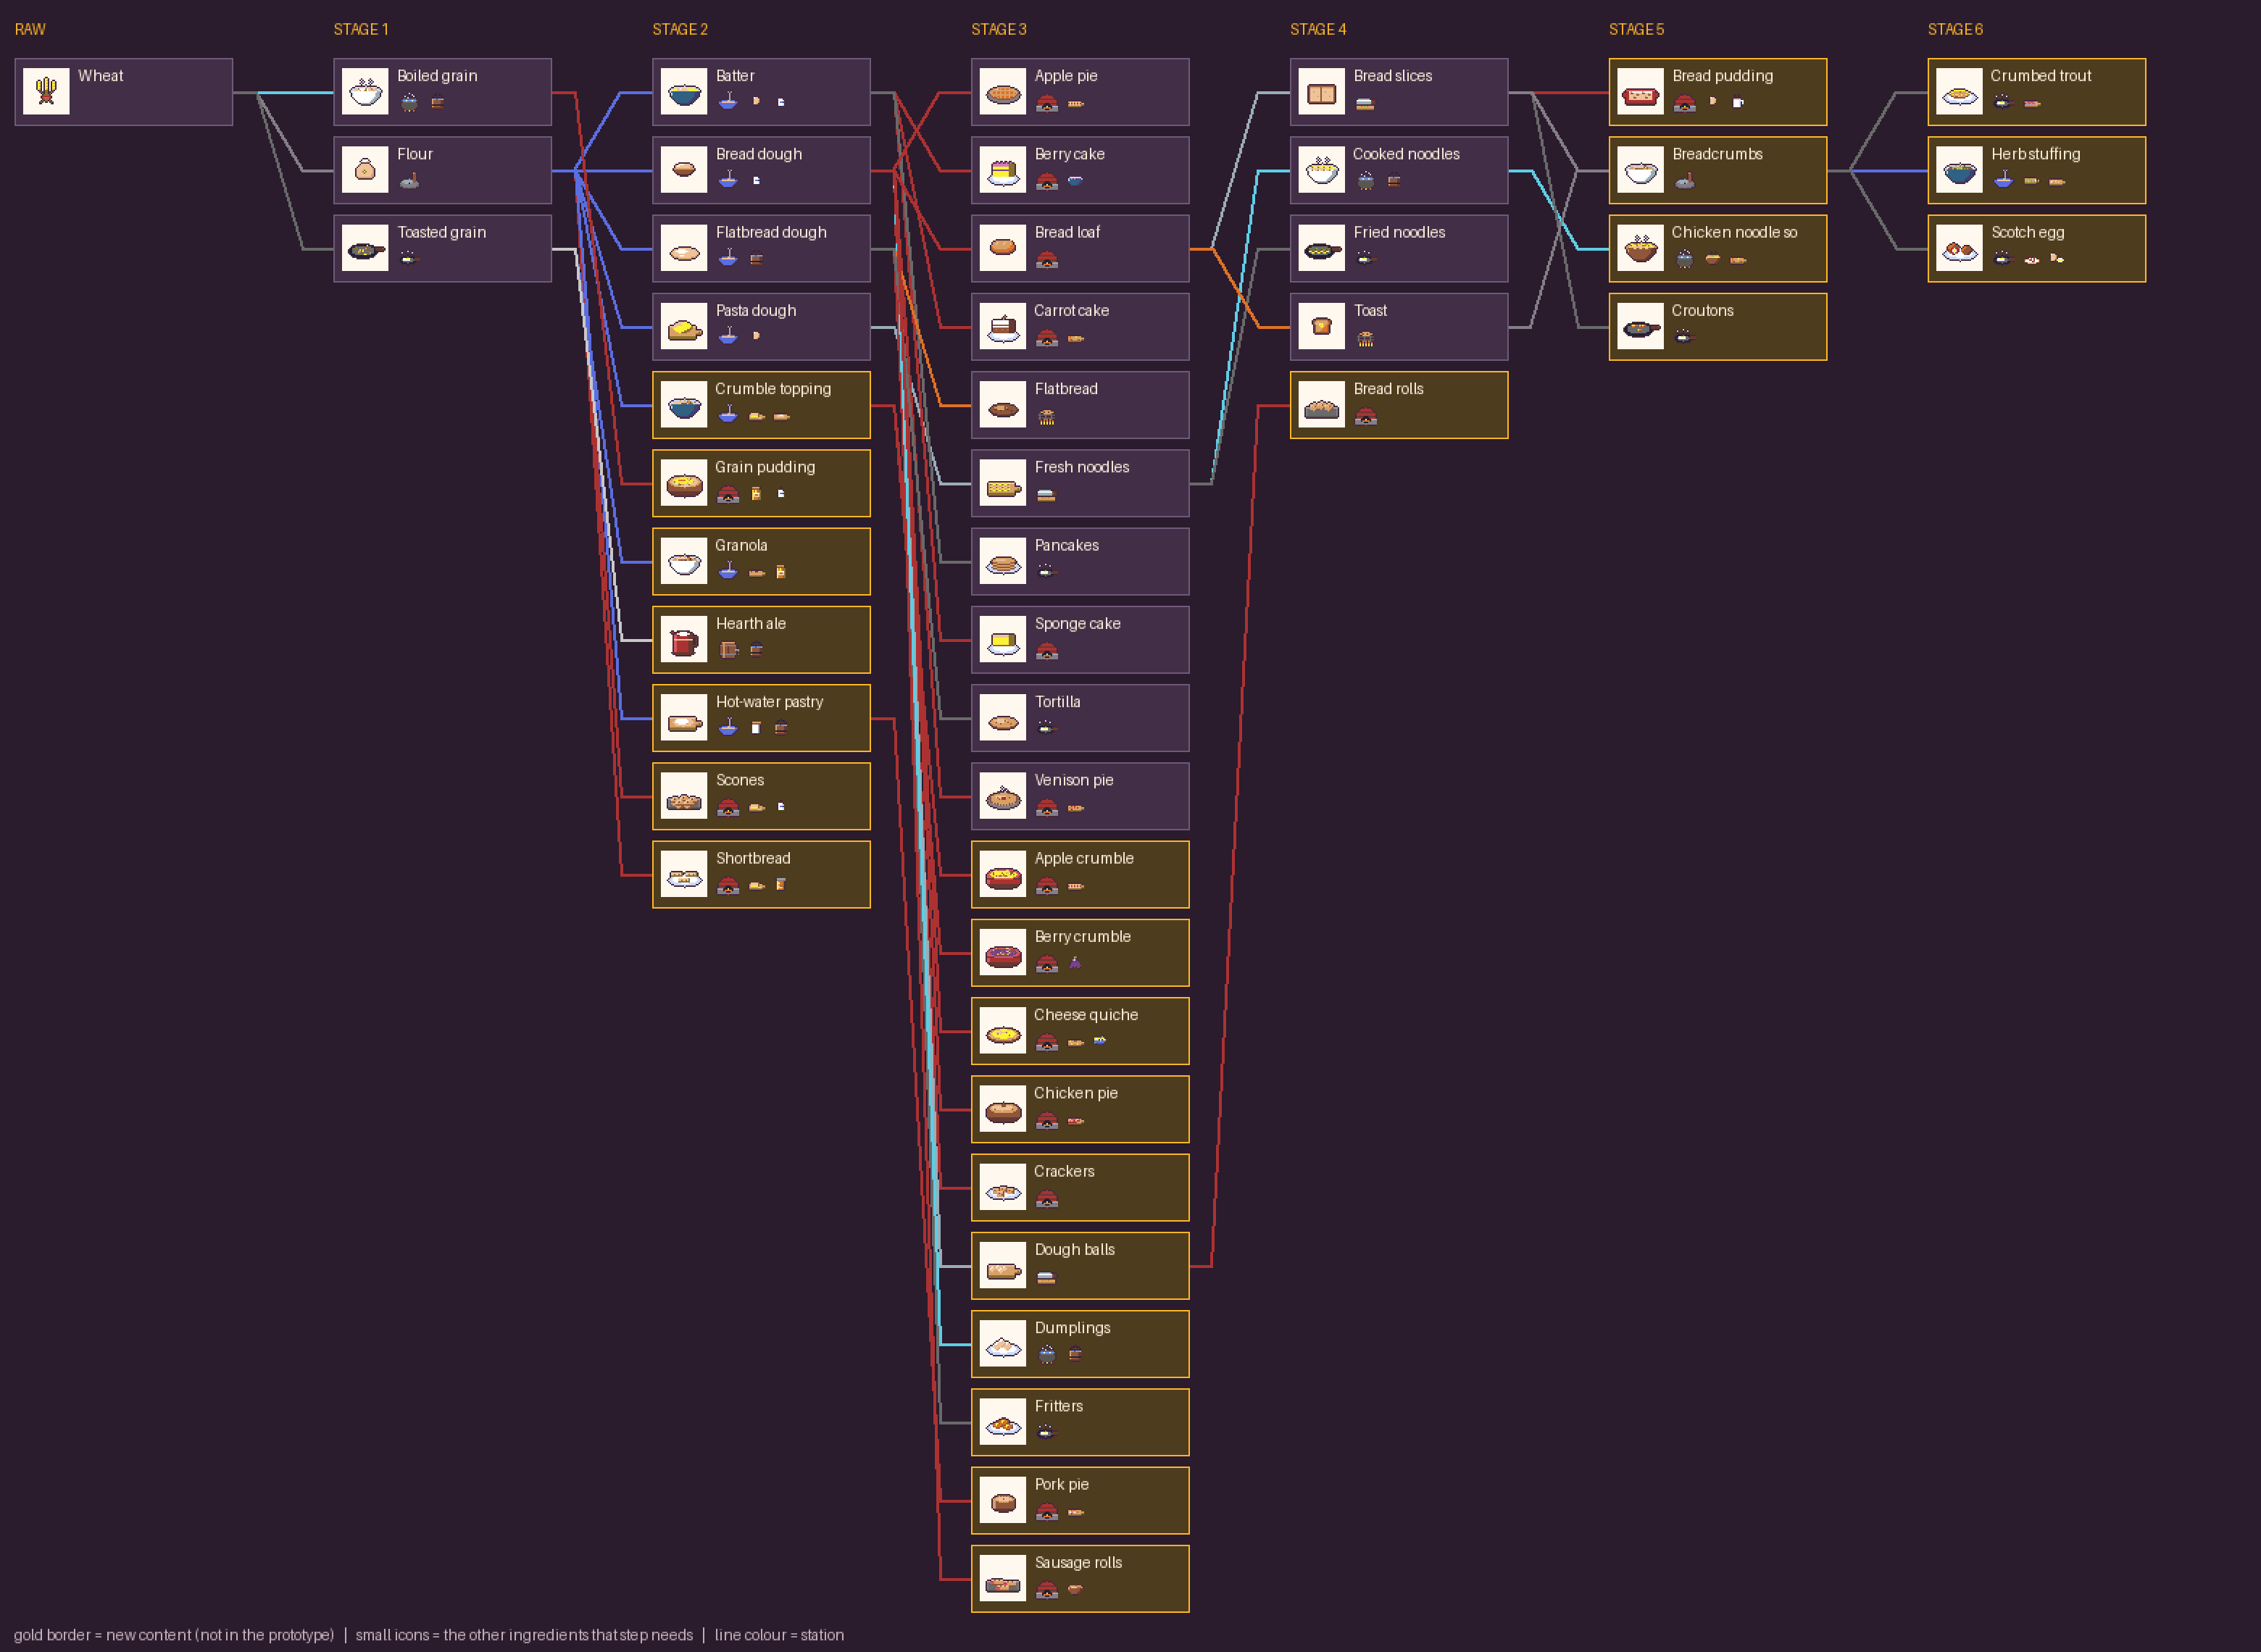 RAW
STAGE 1
STAGE 2
STAGE 3
STAGE 4
STAGE 5
STAGE 6
Wheat
Boiled grain
Flour
Toasted grain
Batter
Bread dough
Flatbread dough
Pasta dough
Crumble topping
Grain pudding
Granola
Hearth ale
Hot-water pastry
Scones
Shortbread
Apple pie
Berry cake
Bread loaf
Carrot cake
Flatbread
Fresh noodles
Pancakes
Sponge cake
Tortilla
Venison pie
Apple crumble
Berry crumble
Cheese quiche
Chicken pie
Crackers
Dough balls
Dumplings
Fritters
Pork pie
Sausage rolls
Bread slices
Cooked noodles
Fried noodles
Toast
Bread rolls
Bread pudding
Breadcrumbs
Chicken noodle so
Croutons
Crumbed trout
Herb stuffing
Scotch egg
gold border = new content (not in the prototype) | small icons = the other ingredients that step needs | line colour = station